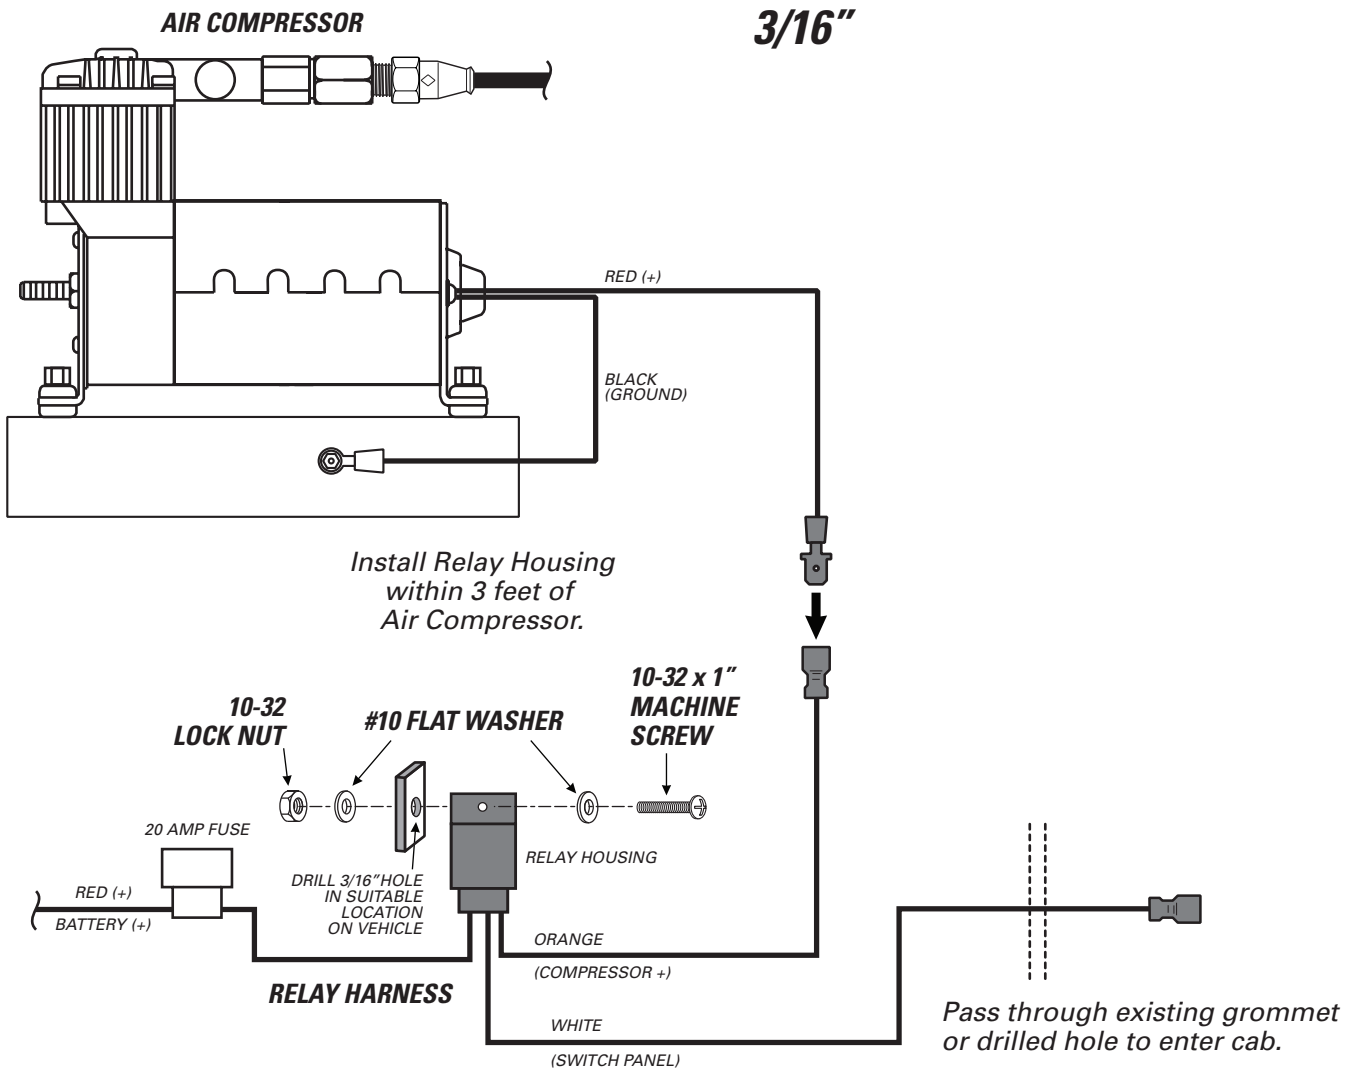 AIR COMPRESSOR
3/16"
RED (+)
BLACK
(GROUND)
Install Relay Housing
within 3 feet of
Air Compressor.
10-32
LOCK NUT
#10 FLAT WASHER
10-32 x 1"
MACHINE
SCREW
20 AMP FUSE
RED (+)
BATTERY (+)
DRILL 3/16" HOLE
IN SUITABLE
LOCATION
ON VEHICLE
RELAY HOUSING
ORANGE
(COMPRESSOR +)
RELAY HARNESS
WHITE
(SWITCH PANEL)
Pass through existing grommet
or drilled hole to enter cab.